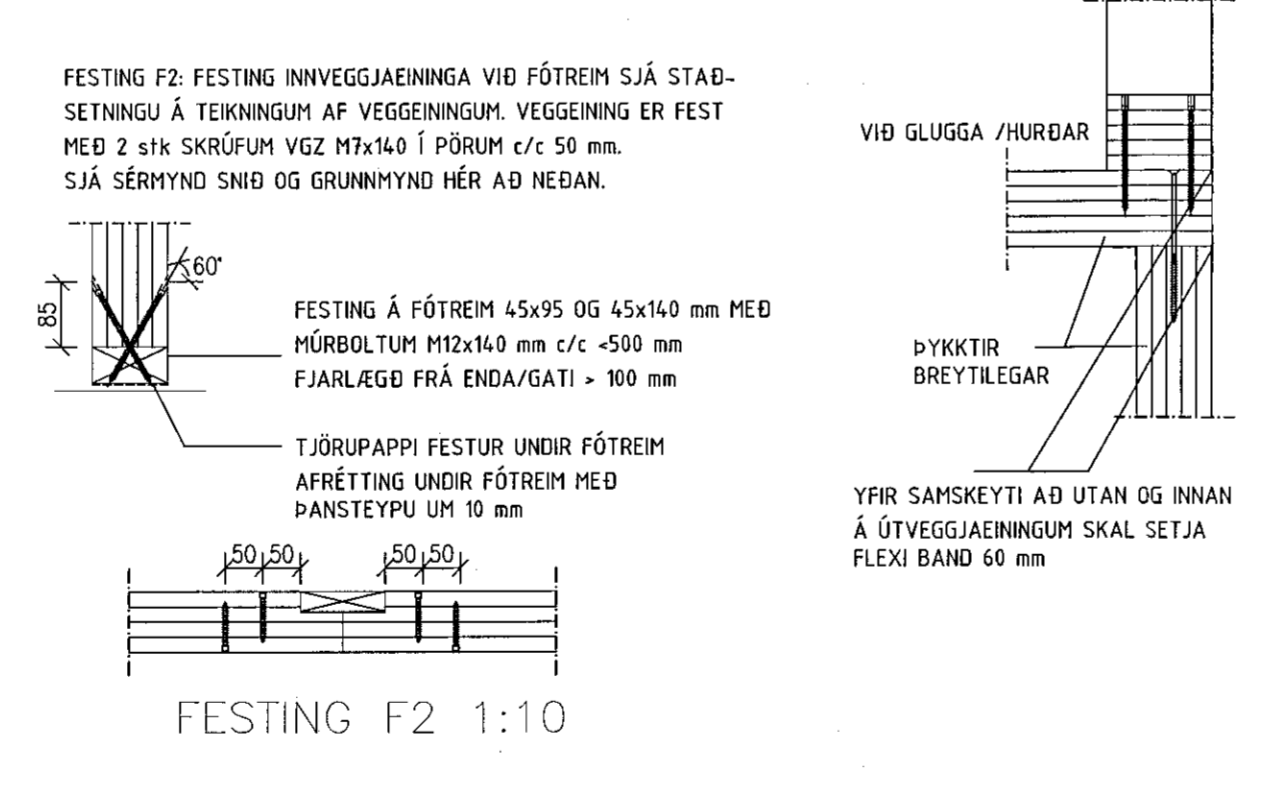 FESTING F2: FESTING INNVEGGJAEININGA VIÐ FÓTREIM SJÁ STAÐ-
SETNINGU Á TEIKNINGUM AF VEGGEININGUM. VEGGEINING ER FEST
MEÐ 2 stk SKRÚFUM VGZ M7x140 Í PÖRUM c/c 50 mm.
SJÁ SÉRMYND SNIÐ OG GRUNNMYND HÉR AÐ NEÐAN.
60°
85
FESTING Á FÓTREIM 45x95 OG 45x140 mm MEÐ
MÚRBOLTUM M12x140 mm c/c <500 mm
FJARLÆGÐ FRÁ ENDA/GATI > 100 mm
TJÖRUPAPPI FESTUR UNDIR FÓTREIM
AFRÉTTING UNDIR FÓTREIM MEÐ
ÞANSTEYPU UM 10 mm
50 50 50 50
FESTING F2 1:10
VIÐ GLUGGA /HURÐAR
ÞYKKTIR
BREYTILEGAR
YFIR SAMSKEYTI AÐ UTAN OG INNAN
Á ÚTVEGGJAEININGUM SKAL SETJA
FLEXI BAND 60 mm